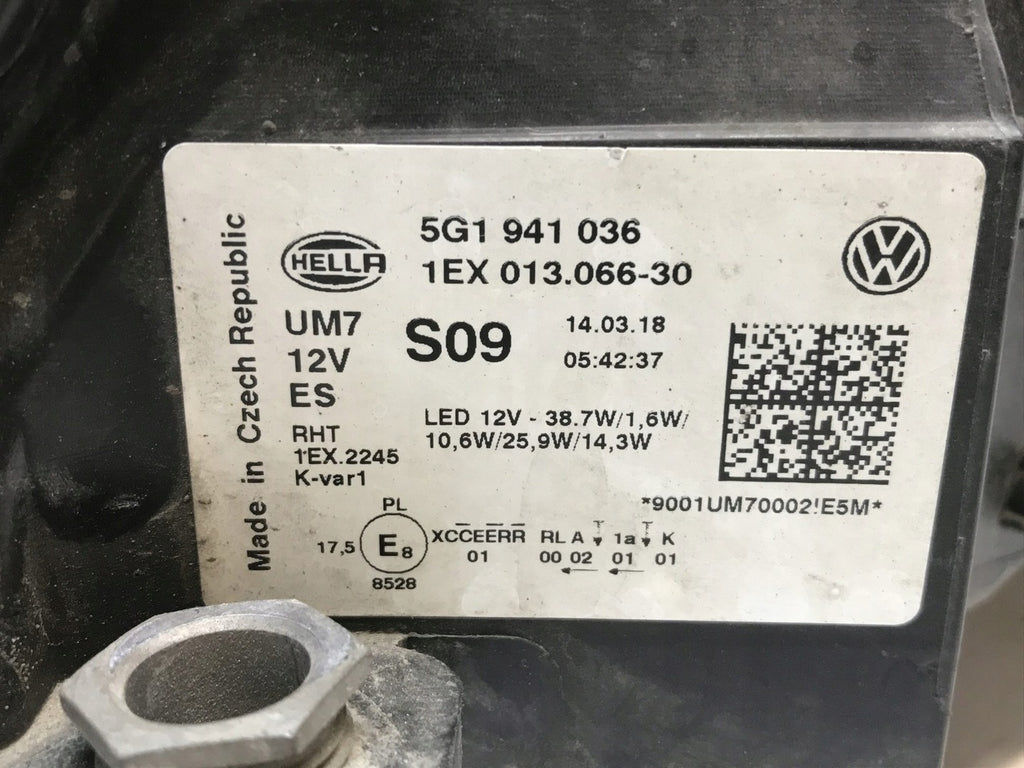 Made in Czech Republic
HELLA
5G1 941 036
1EX 013.066-30
UM7
S09
14.03.18
12V
05:42:37
ES
LED 12V - 38.7W/1,6W/
10,6W/25,9W/14,3W
RHT
1EX.2245
K-var1
*9001UM70002!E5M*
PL
17,5 E8 XCCEERR RL A 1a K
01 00 02 01 01
8528